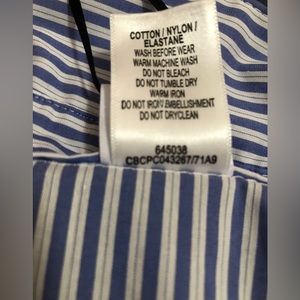 COTTON / NYLON /
ELASTANE
WASH BEFORE WEAR
WARM MACHINE WASH
DO NOT BLEACH
DO NOT TUMBLE DRY
WARM IRON
DO NOT IRON EMBELLISHMENT
DO NOT DRYCLEAN
645038
CBCPC043267/71A9